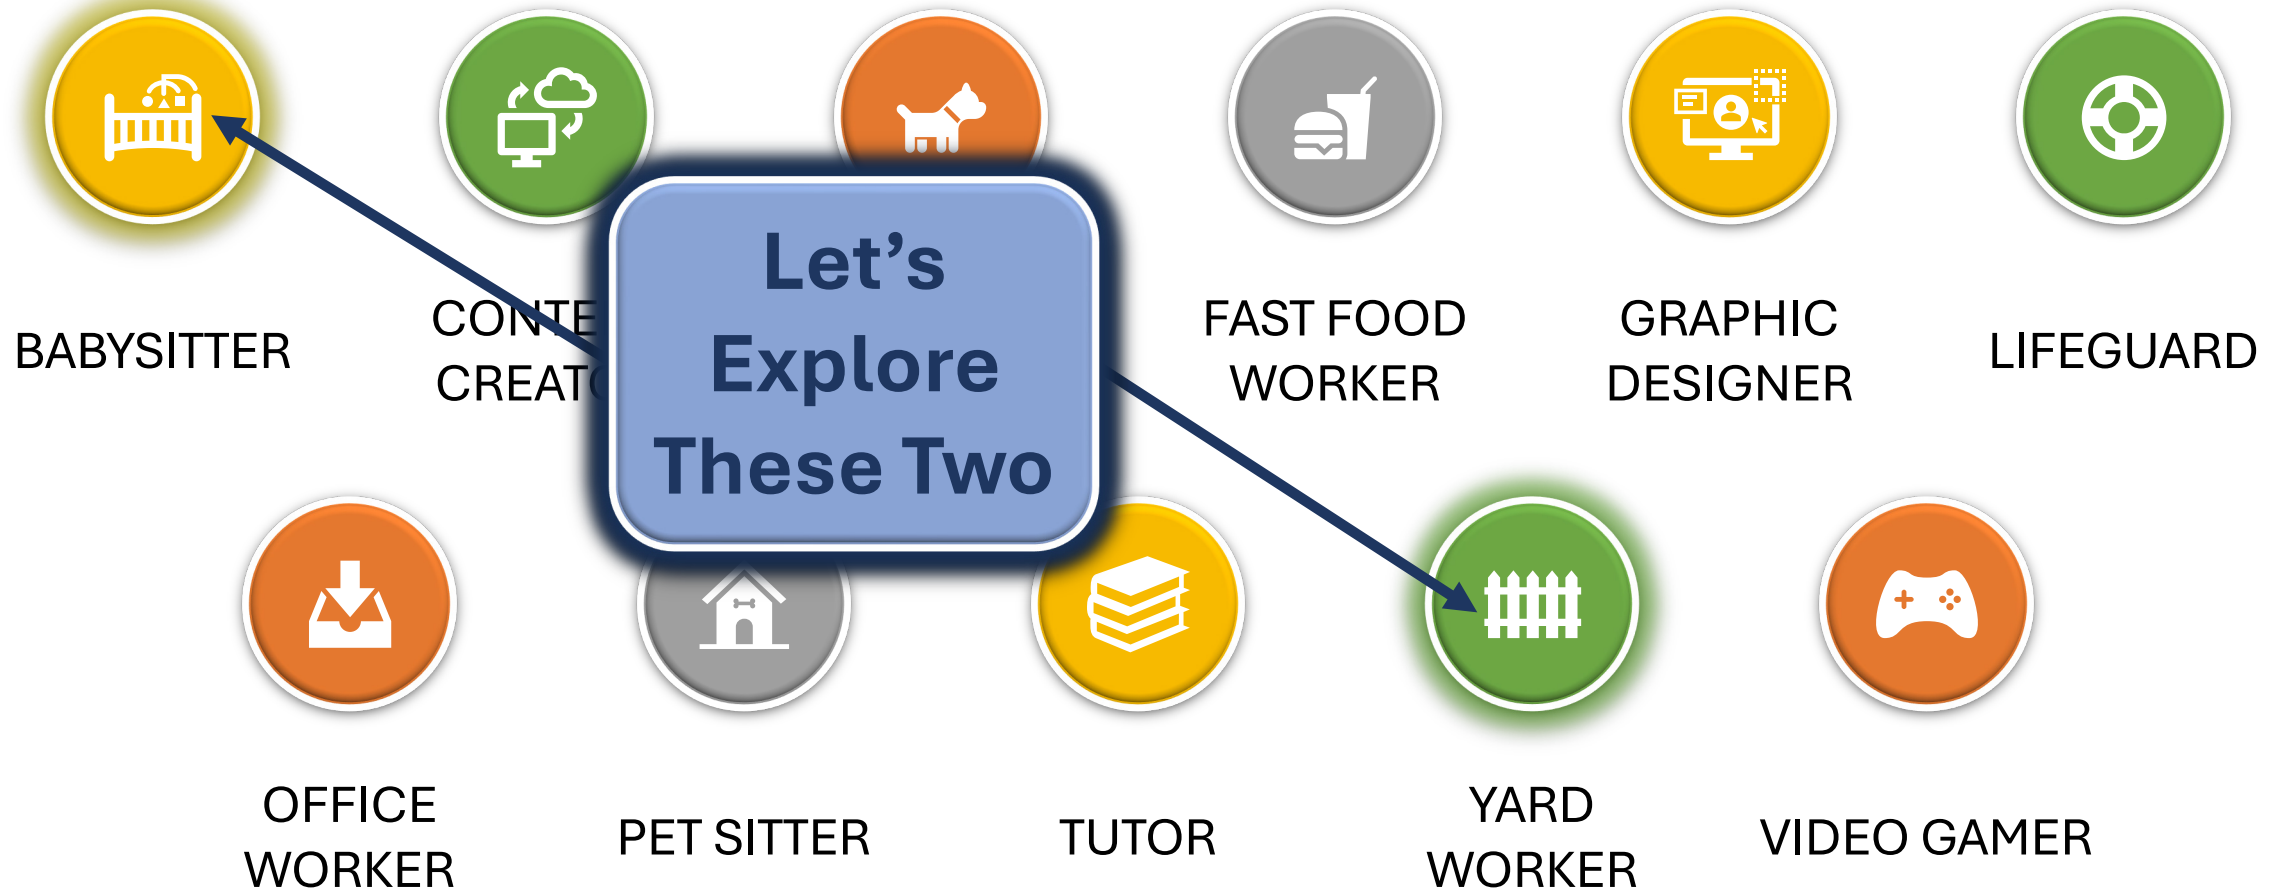 BABYSITTER
CONTE
CREATO
Let's
Explore
These Two
FAST FOOD
WORKER
GRAPHIC
DESIGNER
LIFEGUARD
OFFICE
WORKER
PET SITTER
TUTOR
YARD
WORKER
VIDEO GAMER